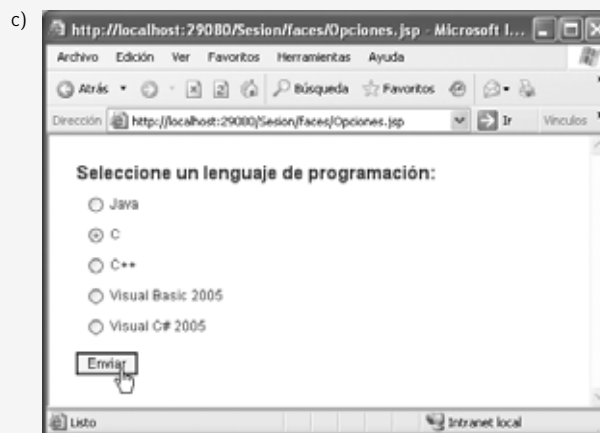 c)
http://localhost:29080/Sesion/faces/Opciones.jsp - Microsoft I...
Archivo Edición Ver Favoritos Herramientas Ayuda
Atrás Búsqueda Favoritos
Dirección http://localhost:29080/Sesion/faces/Opciones.jsp Ir Vínculos
Seleccione un lenguaje de programación:
Java
C
C++
Visual Basic 2005
Visual C# 2005
Enviar
Listo Intranet local